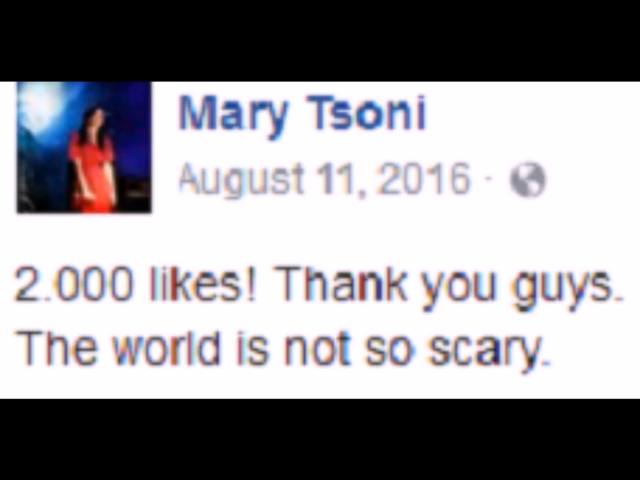 Mary Tsoni
August 11, 2016 ·
2.000 likes! Thank you guys.
The world is not so scary.